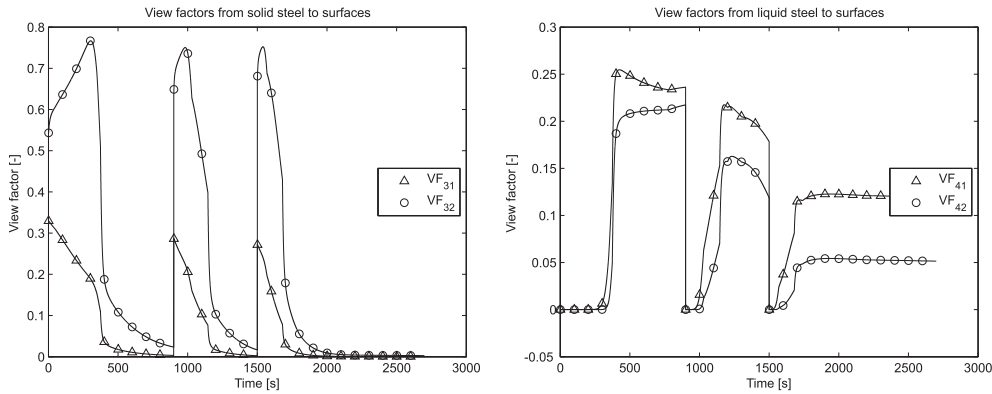 View factors from solid steel to surfaces
View factor [-]
0.8
0.7
0.6
0.5
0.4
0.3
0.2
0.1
0
0 500 1000 1500 2000 2500 3000
Time [s]
VF31
VF32
View factors from liquid steel to surfaces
View factor [-]
0.3
0.25
0.2
0.15
0.1
0.05
0
-0.05
0 500 1000 1500 2000 2500 3000
Time [s]
VF41
VF42